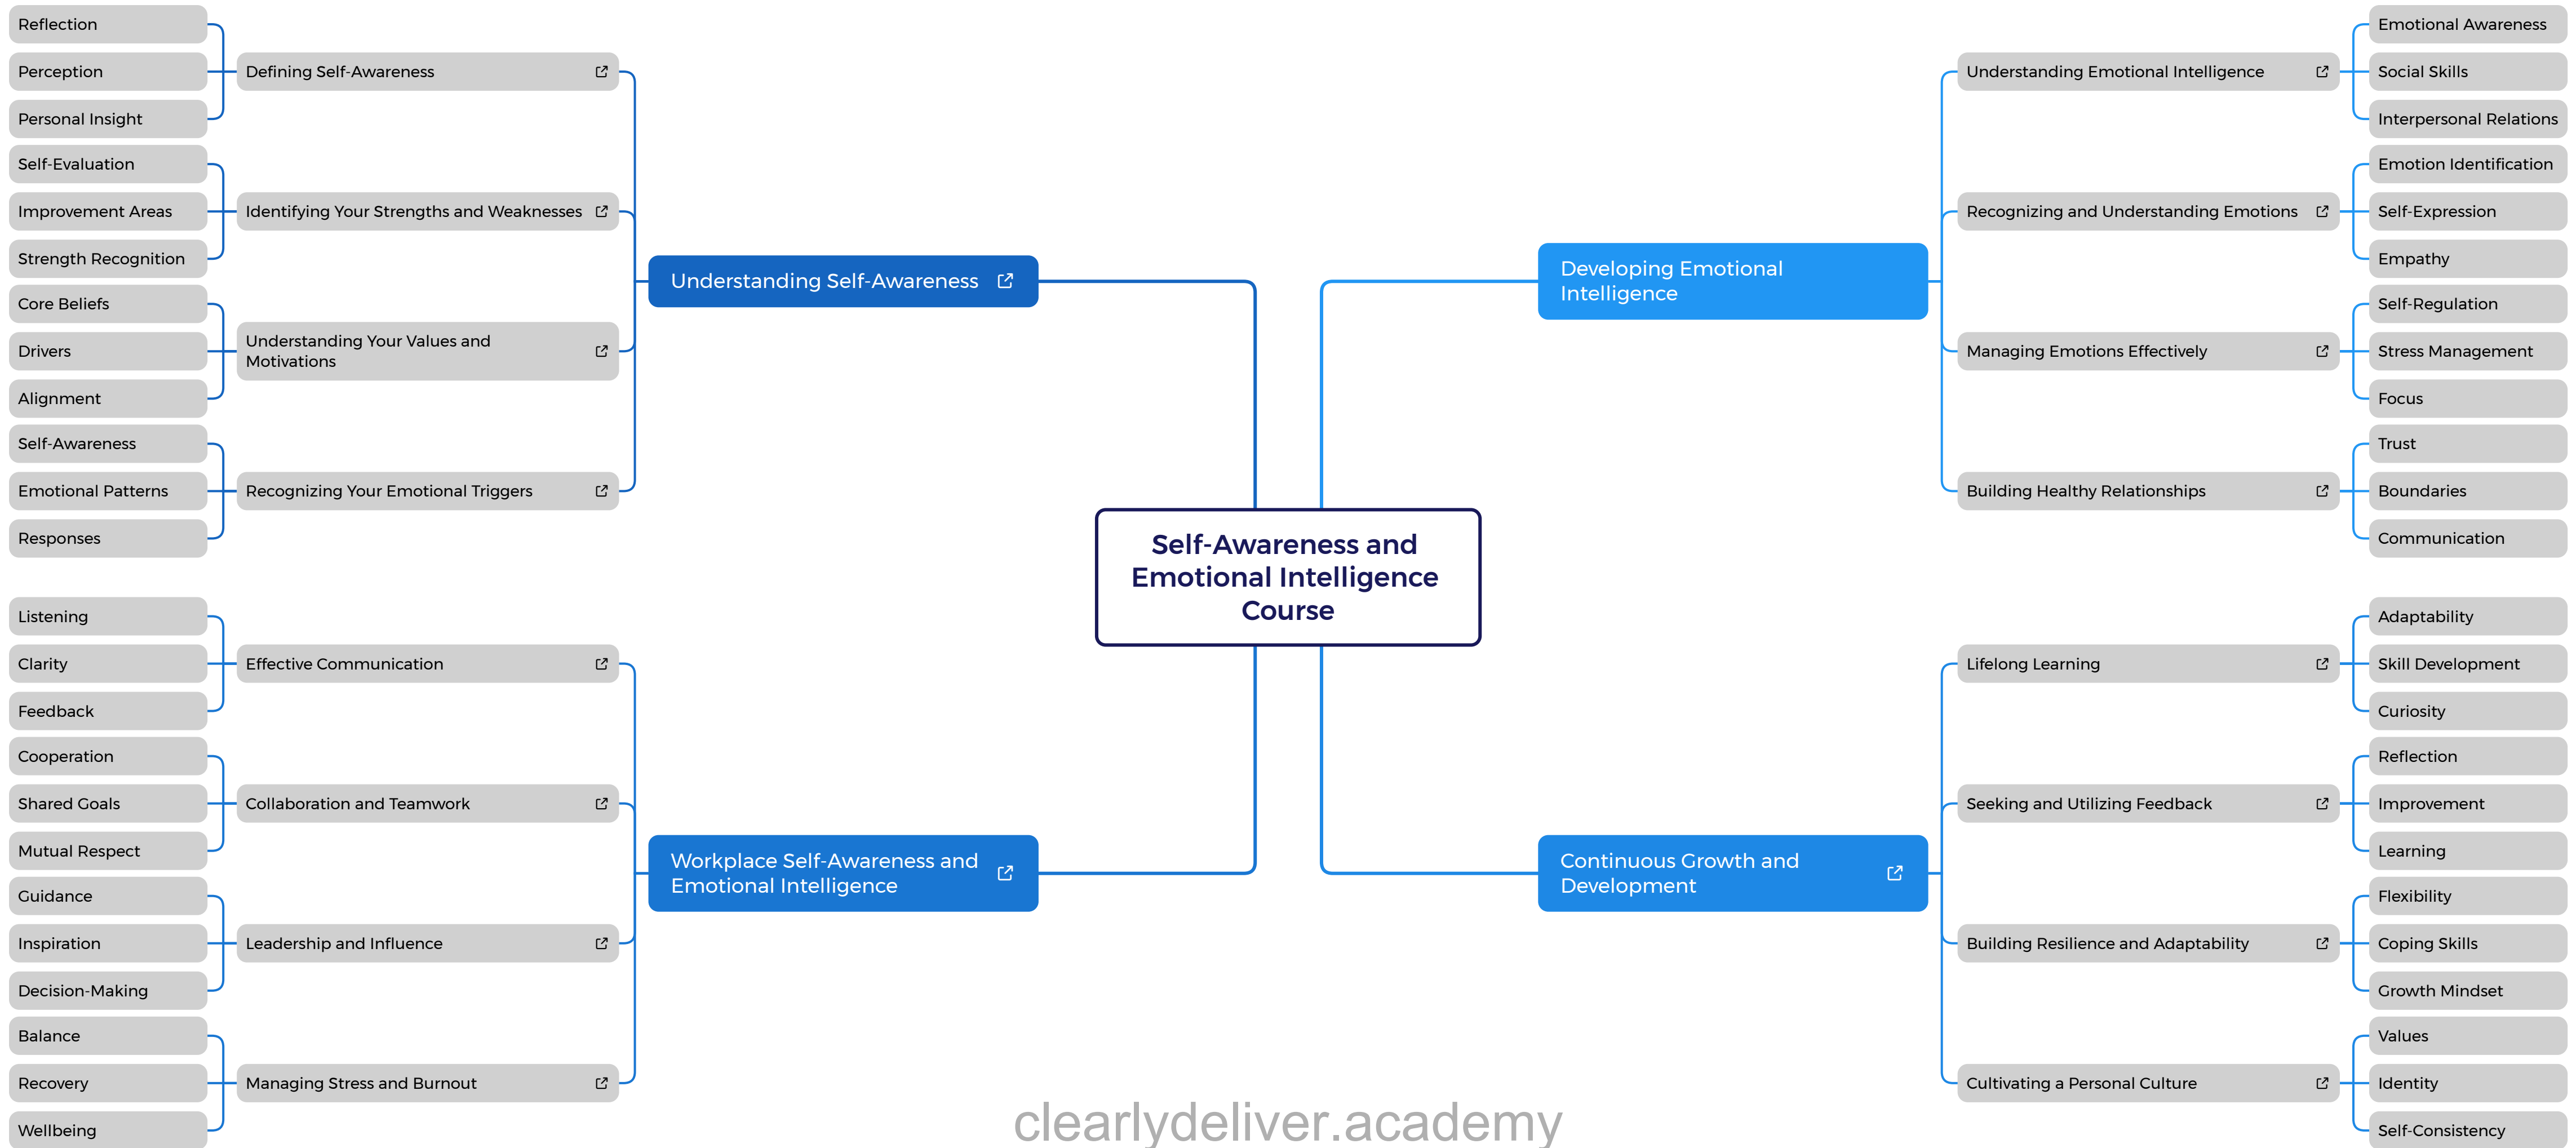 Self-Awareness and
Emotional Intelligence
Course
Understanding Self-Awareness
Defining Self-Awareness
Reflection
Perception
Personal Insight
Identifying Your Strengths and Weaknesses
Self-Evaluation
Improvement Areas
Strength Recognition
Understanding Your Values and
Motivations
Core Beliefs
Drivers
Alignment
Recognizing Your Emotional Triggers
Self-Awareness
Emotional Patterns
Responses
Workplace Self-Awareness and
Emotional Intelligence
Effective Communication
Listening
Clarity
Feedback
Collaboration and Teamwork
Cooperation
Shared Goals
Mutual Respect
Leadership and Influence
Guidance
Inspiration
Decision-Making
Managing Stress and Burnout
Balance
Recovery
Wellbeing
Developing Emotional
Intelligence
Understanding Emotional Intelligence
Emotional Awareness
Social Skills
Interpersonal Relations
Recognizing and Understanding Emotions
Emotion Identification
Self-Expression
Empathy
Managing Emotions Effectively
Self-Regulation
Stress Management
Focus
Building Healthy Relationships
Trust
Boundaries
Communication
Continuous Growth and
Development
Lifelong Learning
Adaptability
Skill Development
Curiosity
Seeking and Utilizing Feedback
Reflection
Improvement
Learning
Building Resilience and Adaptability
Flexibility
Coping Skills
Growth Mindset
Cultivating a Personal Culture
Values
Identity
Self-Consistency
clearlydeliver.academy